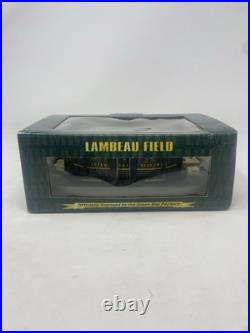 LAMBEAU FIELD
Officially licensed by the Green Bay Packers